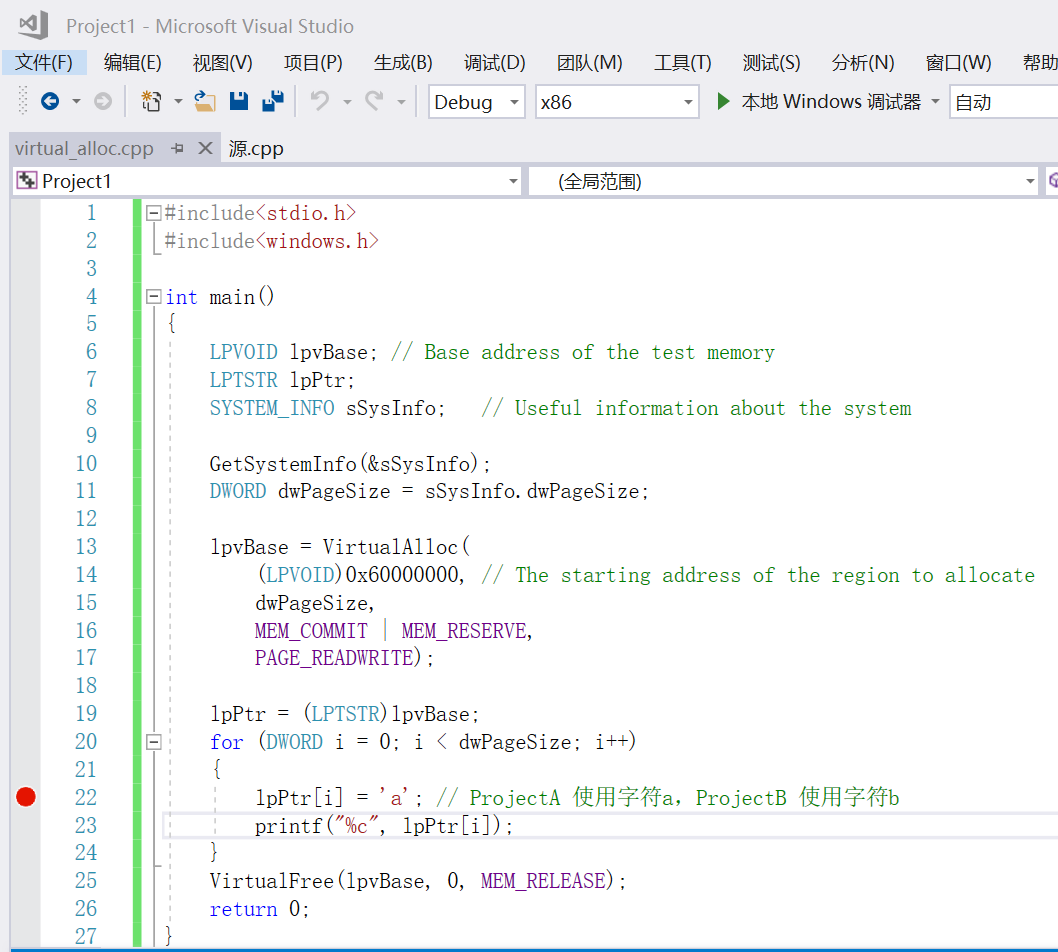 Project1 - Microsoft Visual Studio
文件(F) 编辑(E) 视图(V) 项目(P) 生成(B) 调试(D) 团队(M) 工具(T) 测试(S) 分析(N) 窗口(W) 帮助
Debug x86 本地 Windows 调试器 自动
virtual_alloc.cpp 源.cpp
Project1 (全局范围)
1 #include<stdio.h>
2 #include<windows.h>
3
4 int main()
5 {
6 LPVOID lpvBase; // Base address of the test memory
7 LPTSTR lpPtr;
8 SYSTEM_INFO sSysInfo; // Useful information about the system
9
10 GetSystemInfo(&sSysInfo);
11 DWORD dwPageSize = sSysInfo.dwPageSize;
12
13 lpvBase = VirtualAlloc(
14 (LPVOID)0x60000000, // The starting address of the region to allocate
15 dwPageSize,
16 MEM_COMMIT | MEM_RESERVE,
17 PAGE_READWRITE);
18
19 lpPtr = (LPTSTR)lpvBase;
20 for (DWORD i = 0; i < dwPageSize; i++)
21 {
22 lpPtr[i] = 'a'; // ProjectA 使用字符a，ProjectB 使用字符b
23 printf("%c", lpPtr[i]);
24 }
25 VirtualFree(lpvBase, 0, MEM_RELEASE);
26 return 0;
27 }